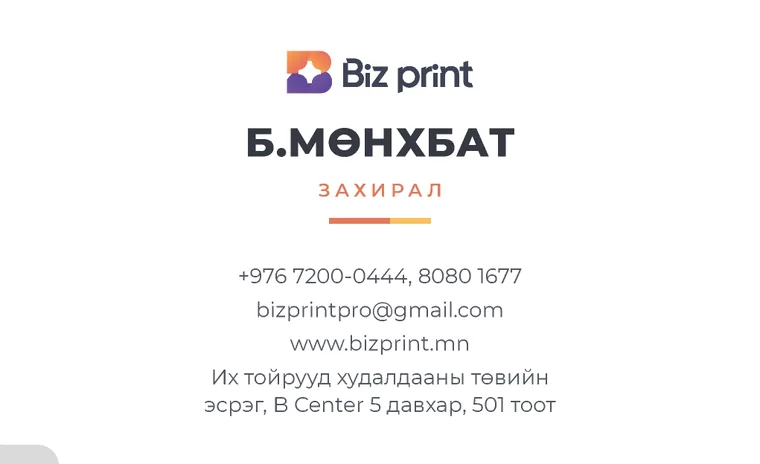 Biz print
Б.МӨНХБАТ
ЗАХИРАЛ
+976 7200-0444, 8080 1677
bizprintpro@gmail.com
www.bizprint.mn
Их тойрууд худалдааны төвийн
эсрэг, B Center 5 давхар, 501 тоот